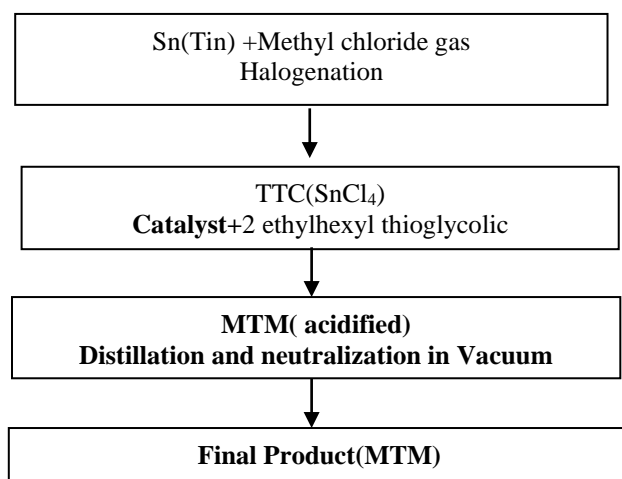 Sn(Tin) +Methyl chloride gas
Halogenation
TTC(SnCl₄)
Catalyst+2 ethylhexyl thioglycolic
MTM( acidified)
Distillation and neutralization in Vacuum
Final Product(MTM)